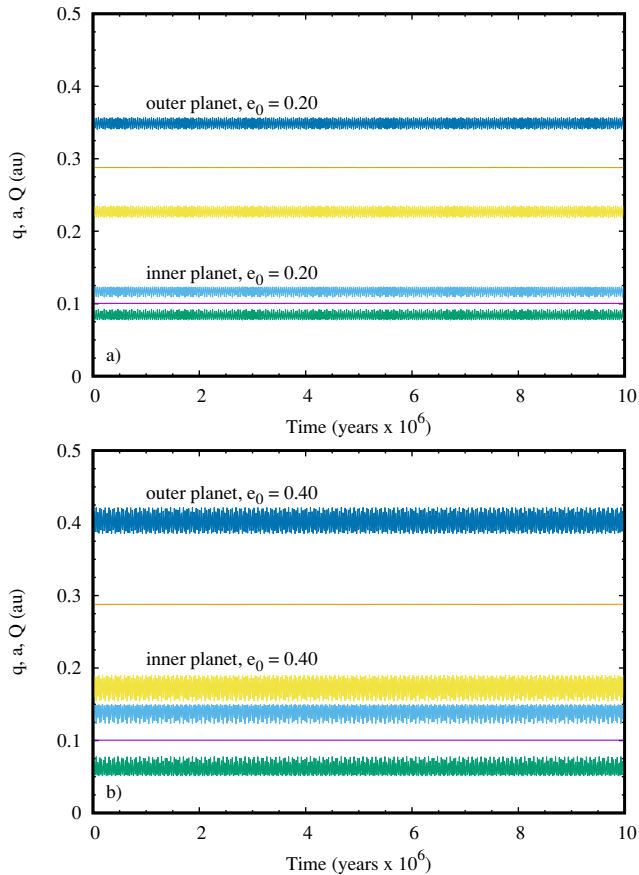 0.5
outer planet, e0 = 0.20
0.4
0.3
q, a, Q (au)
0.2
inner planet, e0 = 0.20
0.1
a)
0
0 2 4 6 8 10
Time (years x 10^6)
0.5
outer planet, e0 = 0.40
0.4
0.3
q, a, Q (au)
inner planet, e0 = 0.40
0.2
0.1
b)
0
0 2 4 6 8 10
Time (years x 10^6)